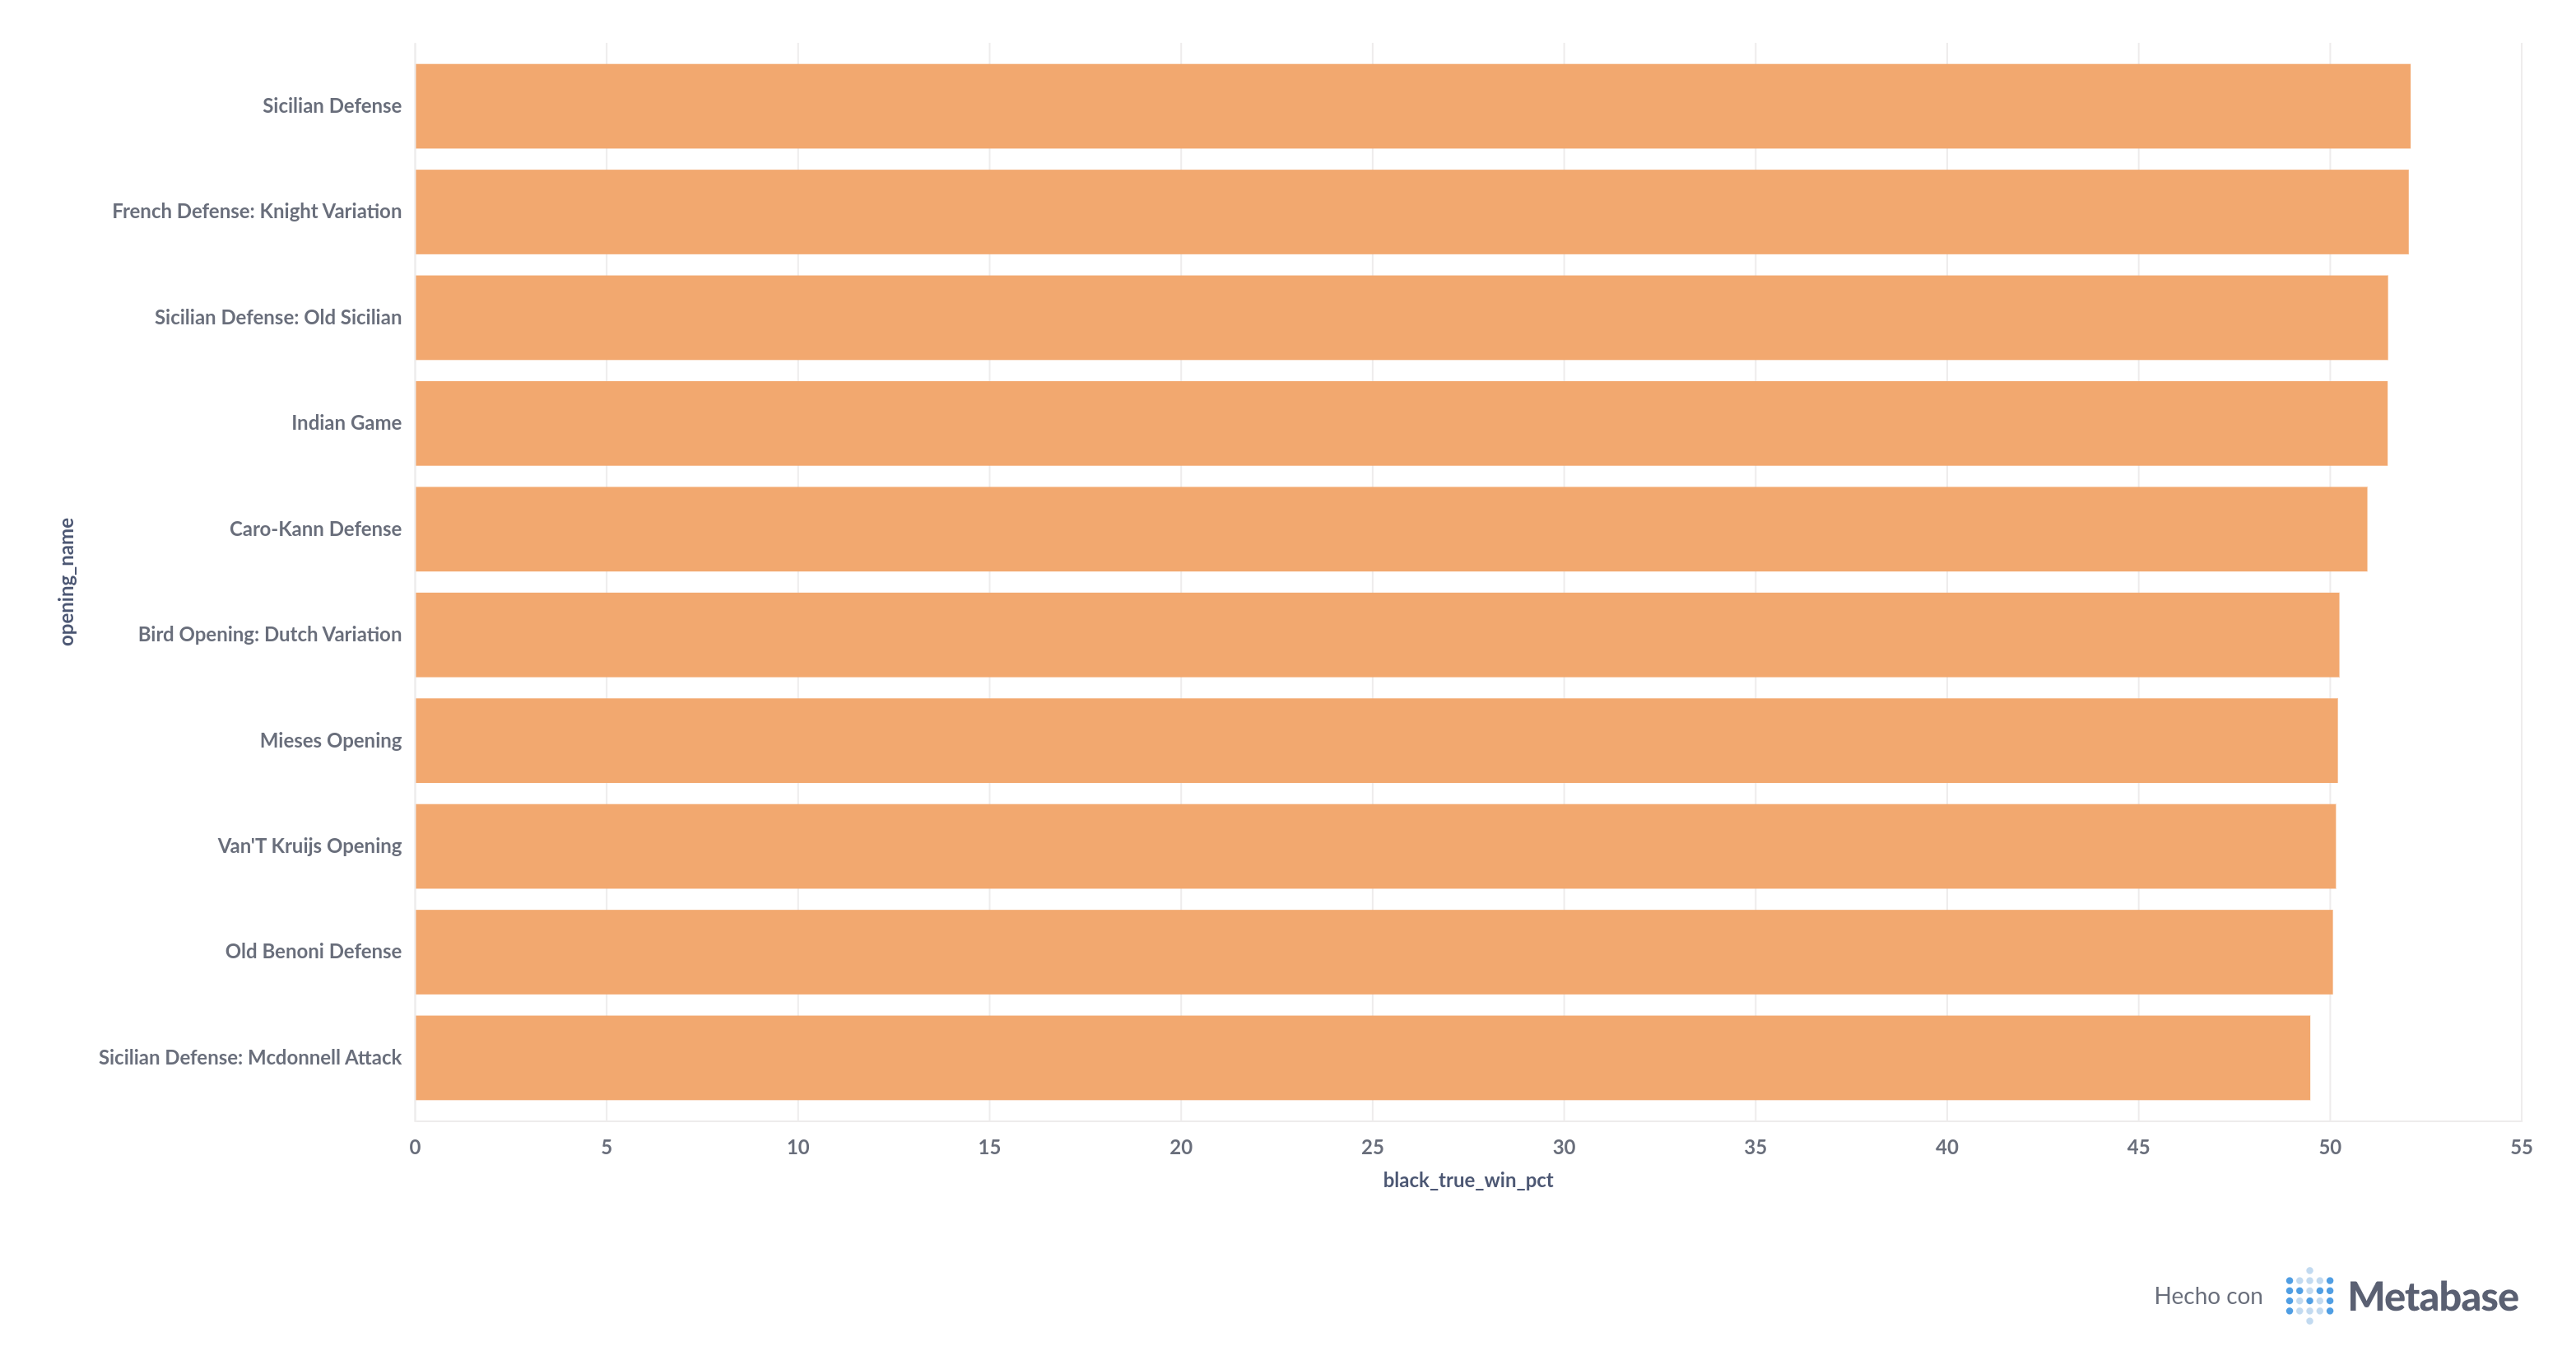 Sicilian Defense
French Defense: Knight Variation
Sicilian Defense: Old Sicilian
Indian Game
Caro-Kann Defense
Bird Opening: Dutch Variation
Mieses Opening
Van'T Kruijs Opening
Old Benoni Defense
Sicilian Defense: Mcdonnell Attack
opening_name
0 5 10 15 20 25 30 35 40 45 50 55
black_true_win_pct
Hecho con Metabase